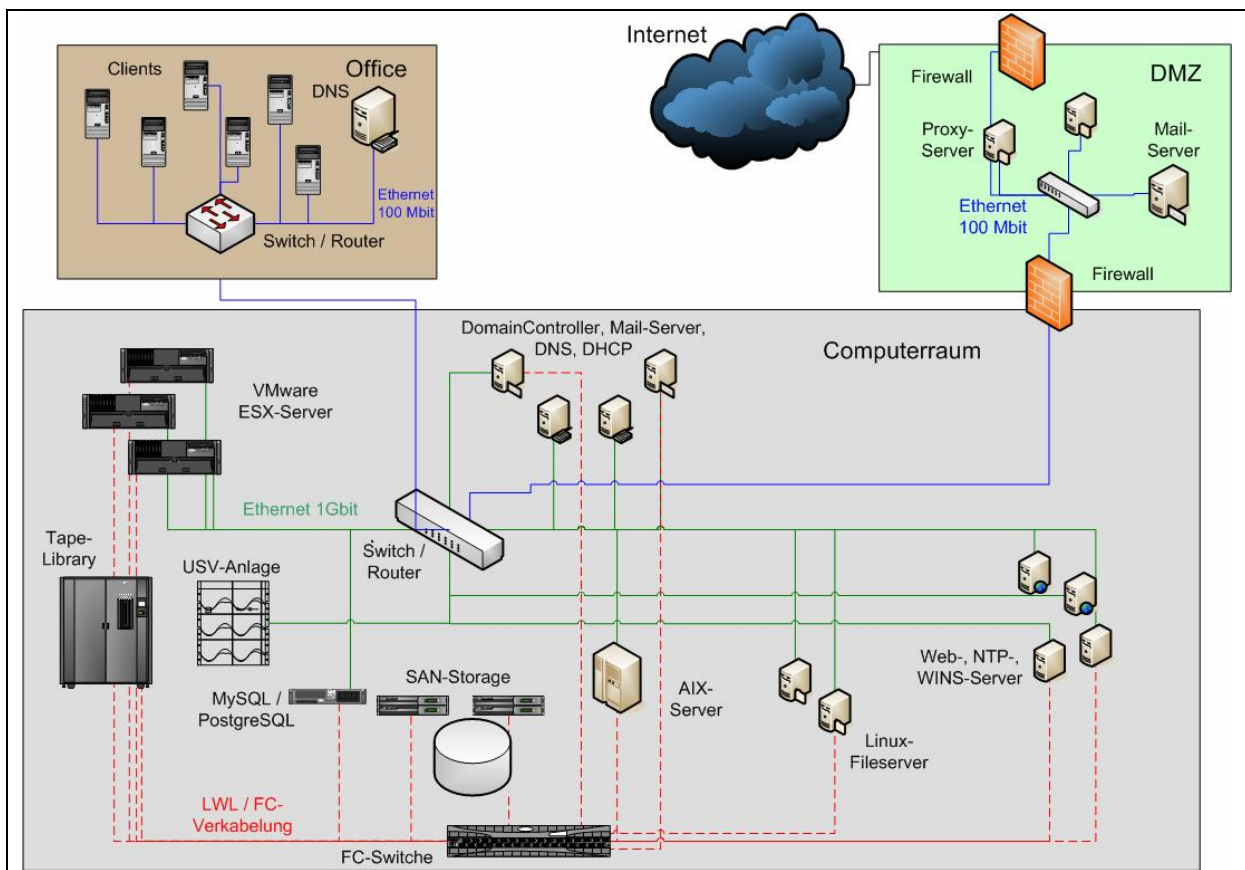 Internet
Clients
Office
DNS
Ethernet
100 Mbit
Switch / Router
Firewall
DMZ
Proxy-
Server
Mail-
Server
Ethernet
100 Mbit
Firewall
DomainController, Mail-Server,
DNS, DHCP
Computerraum
VMware
ESX-Server
Ethernet 1Gbit
Switch /
Router
Tape-
Library
USV-Anlage
MySQL /
PostgreSQL
SAN-Storage
AIX-
Server
Web-, NTP-,
WINS-Server
Linux-
Fileserver
LWL / FC-
Verkabelung
FC-Switche